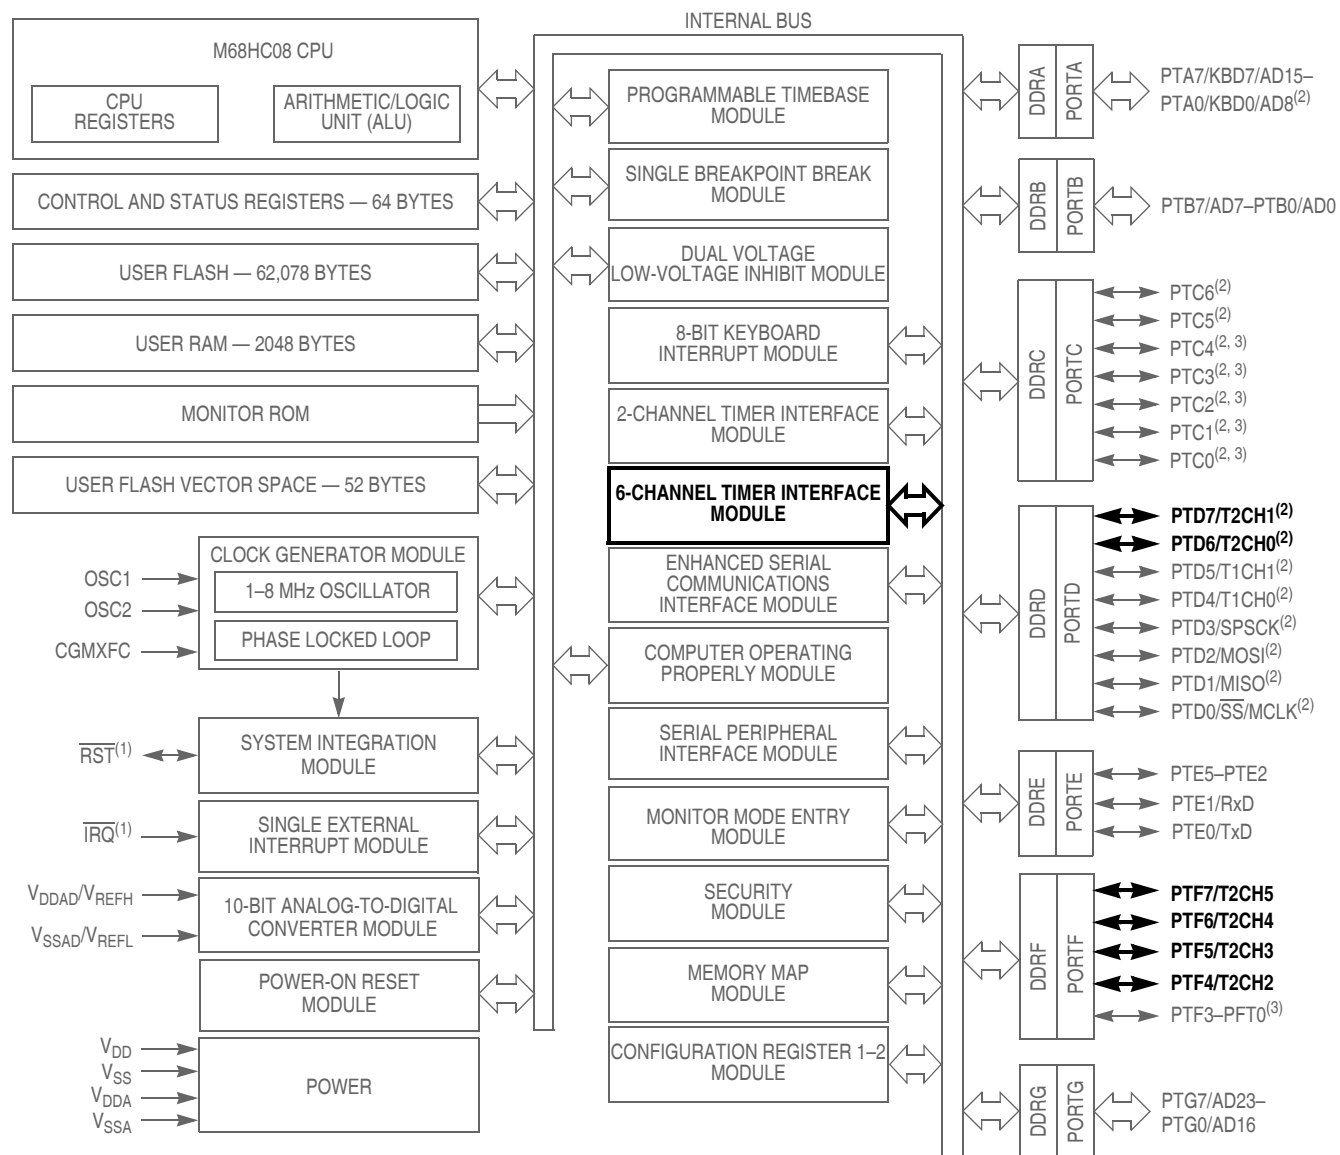 INTERNAL BUS
M68HC08 CPU
CPU
REGISTERS
ARITHMETIC/LOGIC
UNIT (ALU)
CONTROL AND STATUS REGISTERS — 64 BYTES
USER FLASH — 62,078 BYTES
USER RAM — 2048 BYTES
MONITOR ROM
USER FLASH VECTOR SPACE — 52 BYTES
CLOCK GENERATOR MODULE
1–8 MHz OSCILLATOR
PHASE LOCKED LOOP
OSC1
OSC2
CGMXFC
SYSTEM INTEGRATION
MODULE
RST(1)
SINGLE EXTERNAL
INTERRUPT MODULE
IRQ(1)
10-BIT ANALOG-TO-DIGITAL
CONVERTER MODULE
VDDAD/VREFH
VSSAD/VREFL
POWER-ON RESET
MODULE
POWER
VDD
VSS
VDDA
VSSA
PROGRAMMABLE TIMEBASE
MODULE
SINGLE BREAKPOINT BREAK
MODULE
DUAL VOLTAGE
LOW-VOLTAGE INHIBIT MODULE
8-BIT KEYBOARD
INTERRUPT MODULE
2-CHANNEL TIMER INTERFACE
MODULE
6-CHANNEL TIMER INTERFACE
MODULE
ENHANCED SERIAL
COMMUNICATIONS
INTERFACE MODULE
COMPUTER OPERATING
PROPERLY MODULE
SERIAL PERIPHERAL
INTERFACE MODULE
MONITOR MODE ENTRY
MODULE
SECURITY
MODULE
MEMORY MAP
MODULE
CONFIGURATION REGISTER 1–2
MODULE
DDRA
PORTA
PTA7/KBD7/AD15–
PTA0/KBD0/AD8(2)
DDRB
PORTB
PTB7/AD7–PTB0/AD0
DDRC
PORTC
PTC6(2)
PTC5(2)
PTC4(2, 3)
PTC3(2, 3)
PTC2(2, 3)
PTC1(2, 3)
PTC0(2, 3)
DDRD
PORTD
PTD7/T2CH1(2)
PTD6/T2CH0(2)
PTD5/T1CH1(2)
PTD4/T1CH0(2)
PTD3/SPSCK(2)
PTD2/MOSI(2)
PTD1/MISO(2)
PTD0/SS/MCLK(2)
DDRE
PORTE
PTE5–PTE2
PTE1/RxD
PTE0/TxD
DDRF
PORTF
PTF7/T2CH5
PTF6/T2CH4
PTF5/T2CH3
PTF4/T2CH2
PTF3–PFT0(3)
DDRG
PORTG
PTG7/AD23–
PTG0/AD16